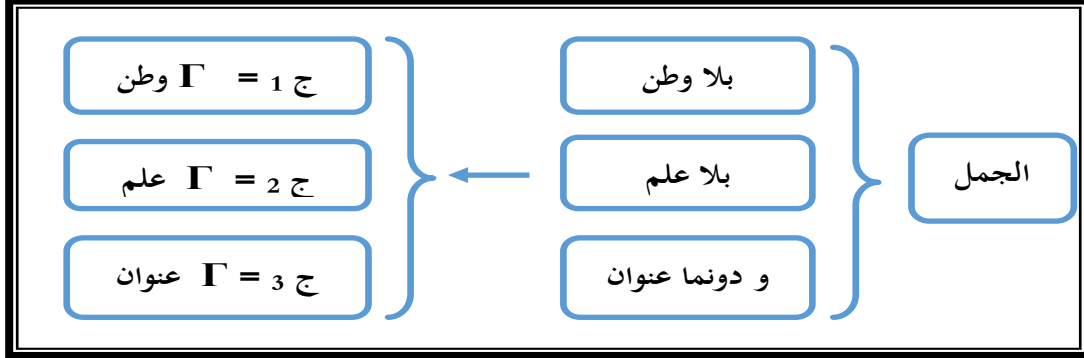 الجمل
بلا وطن
بلا علم
و دونما عنوان
ج 1 = Γ وطن
ج 2 = Γ علم
ج 3 = Γ عنوان